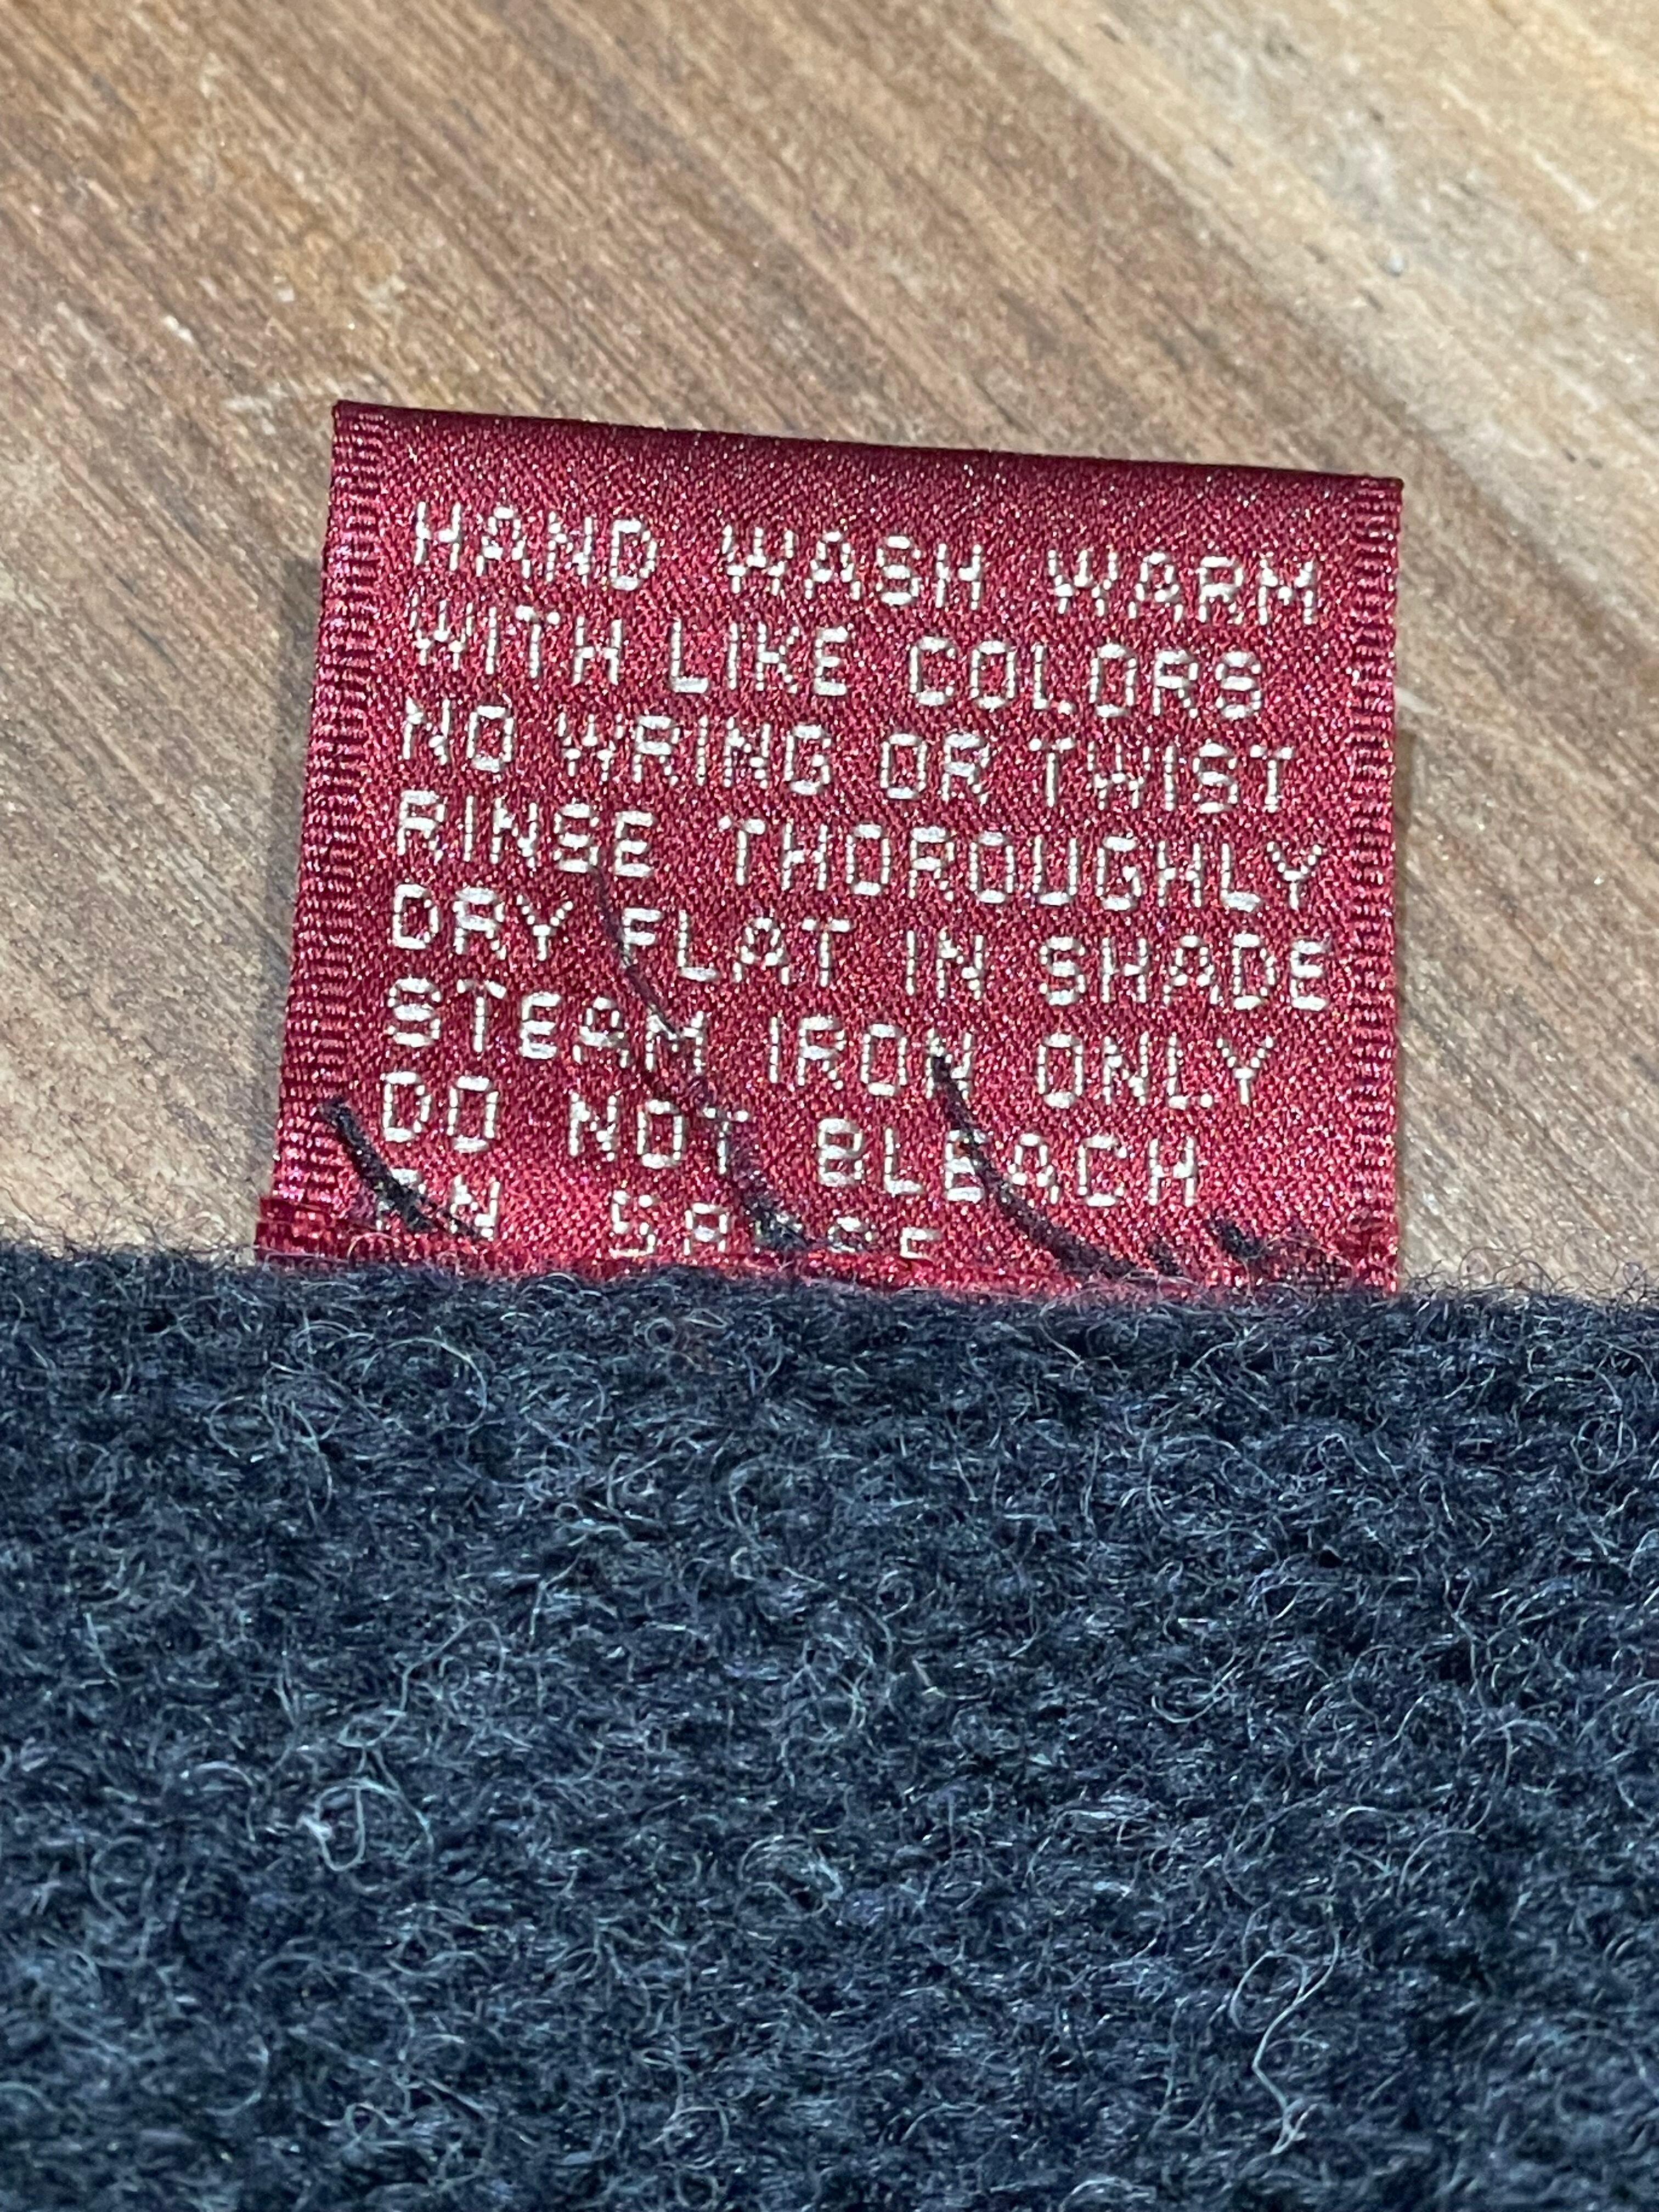 HAND WASH WARM
WITH LIKE COLORS
NO WRING OR TWIST
RINSE THOROUGHLY
DRY FLAT IN SHADE
STEAM IRON ONLY
DO NOT BLEACH